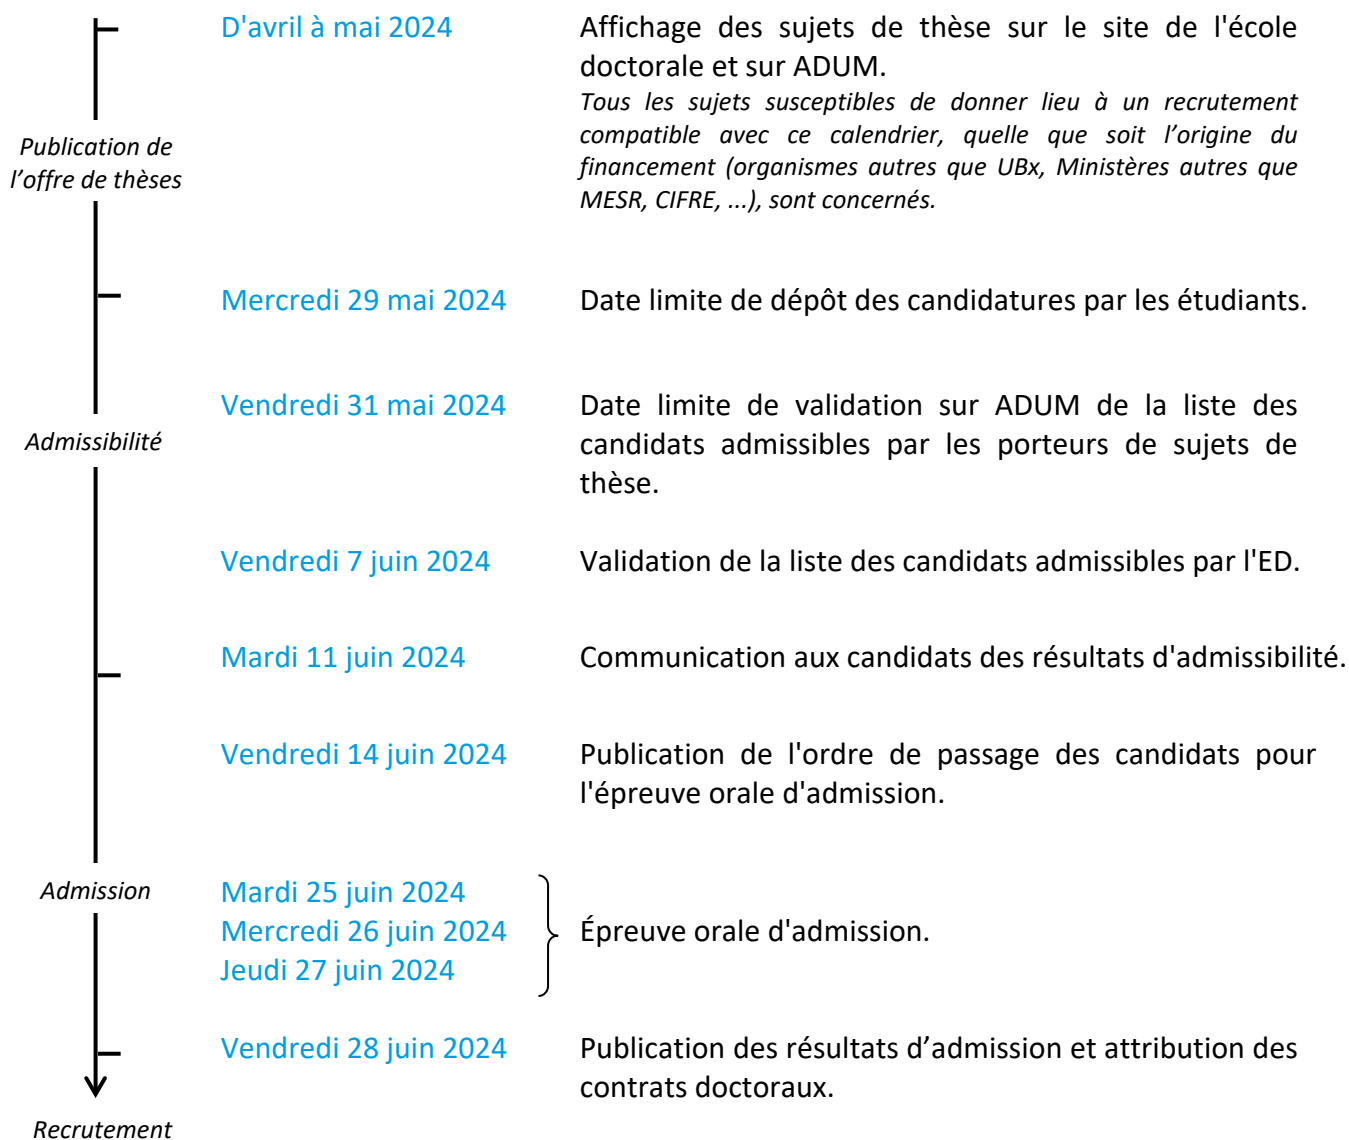 D'avril à mai 2024
Affichage des sujets de thèse sur le site de l'école
doctorale et sur ADUM.
Tous les sujets susceptibles de donner lieu à un recrutement
compatible avec ce calendrier, quelle que soit l’origine du
financement (organismes autres que UBx, Ministères autres que
MESR, CIFRE, ...), sont concernés.
Publication de
l’offre de thèses
Mercredi 29 mai 2024
Date limite de dépôt des candidatures par les étudiants.
Vendredi 31 mai 2024
Date limite de validation sur ADUM de la liste des
candidats admissibles par les porteurs de sujets de
thèse.
Admissibilité
Vendredi 7 juin 2024
Validation de la liste des candidats admissibles par l'ED.
Mardi 11 juin 2024
Communication aux candidats des résultats d'admissibilité.
Vendredi 14 juin 2024
Publication de l'ordre de passage des candidats pour
l'épreuve orale d'admission.
Admission
Mardi 25 juin 2024
Mercredi 26 juin 2024
Jeudi 27 juin 2024
Épreuve orale d'admission.
Vendredi 28 juin 2024
Publication des résultats d’admission et attribution des
contrats doctoraux.
Recrutement